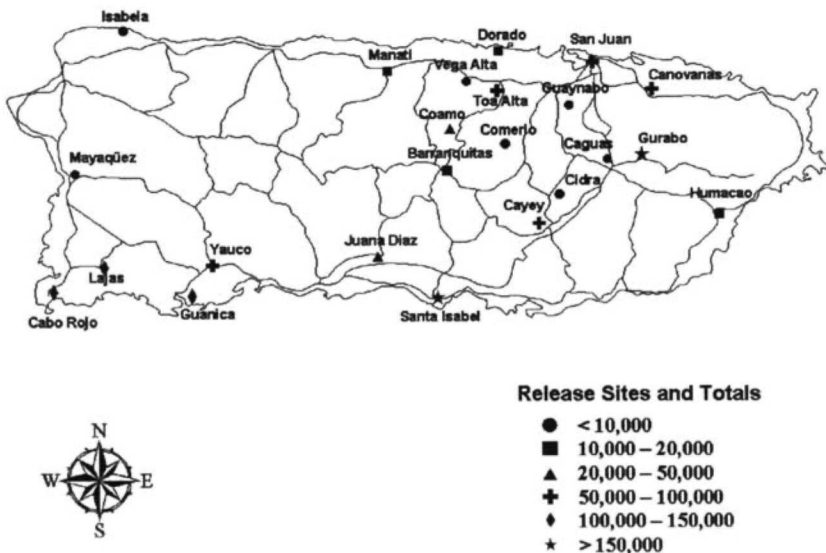 Isabela
Dorado
San Juan
Manati
Vega Alta
Canovanas
Toa Alta
Guaynabo
Coamo
Comerio
Gurabo
Barranquitas
Caguas
Mayaqüez
Cidra
Humacao
Cayey
Juana Diaz
Yauco
Lajas
Guanica
Santa Isabel
Cabo Rojo
Release Sites and Totals
< 10,000
10,000 – 20,000
20,000 – 50,000
50,000 – 100,000
100,000 – 150,000
> 150,000
N
W E
S